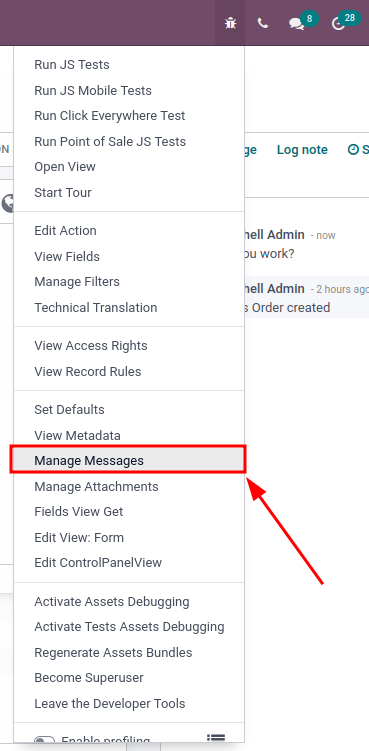 8
28
Run JS Tests
Run JS Mobile Tests
Run Click Everywhere Test
Run Point of Sale JS Tests
Open View
Start Tour
Edit Action
View Fields
Manage Filters
Technical Translation
View Access Rights
View Record Rules
Set Defaults
View Metadata
Manage Messages
Manage Attachments
Fields View Get
Edit View: Form
Edit ControlPanelView
Activate Assets Debugging
Activate Tests Assets Debugging
Regenerate Assets Bundles
Become Superuser
Leave the Developer Tools
Enable profiling
ON
ge Log note S
hell Admin - now
ou work?
hell Admin - 2 hours ago
s Order created